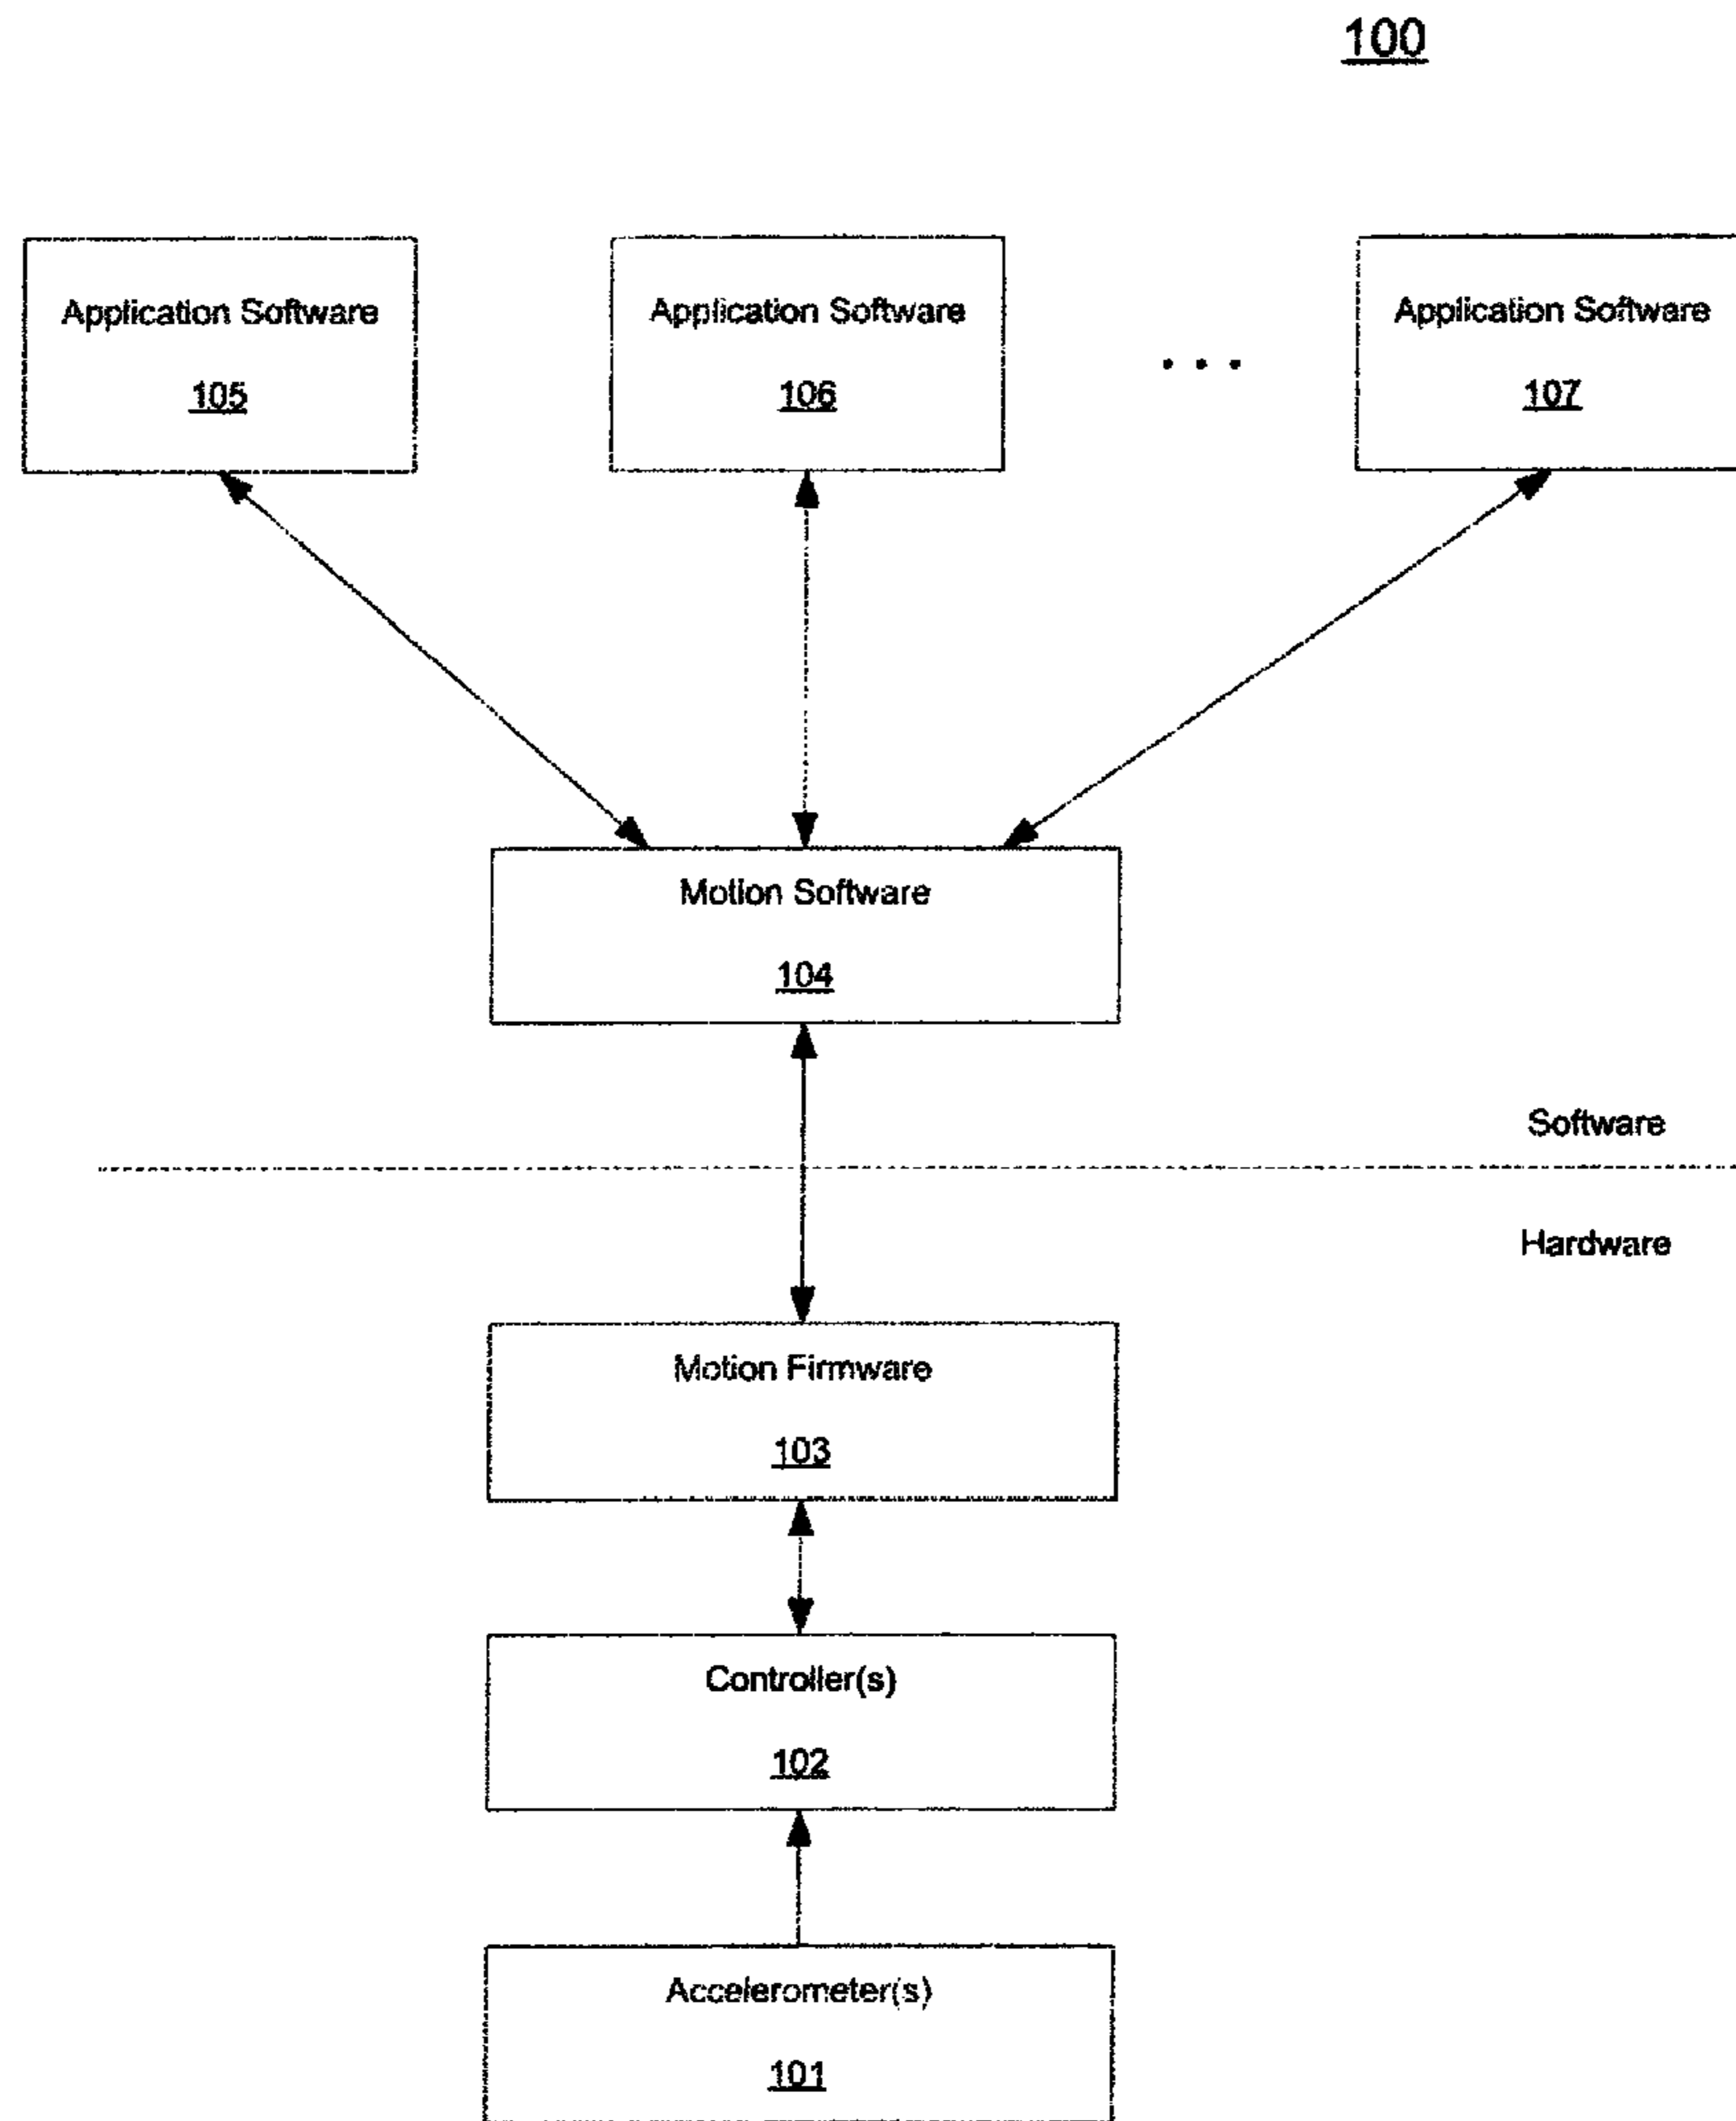 100
Application Software
105
Application Software
106
. . .
Application Software
107
Motion Software
104
Software
Hardware
Motion Firmware
103
Controller(s)
102
Accelerometer(s)
101